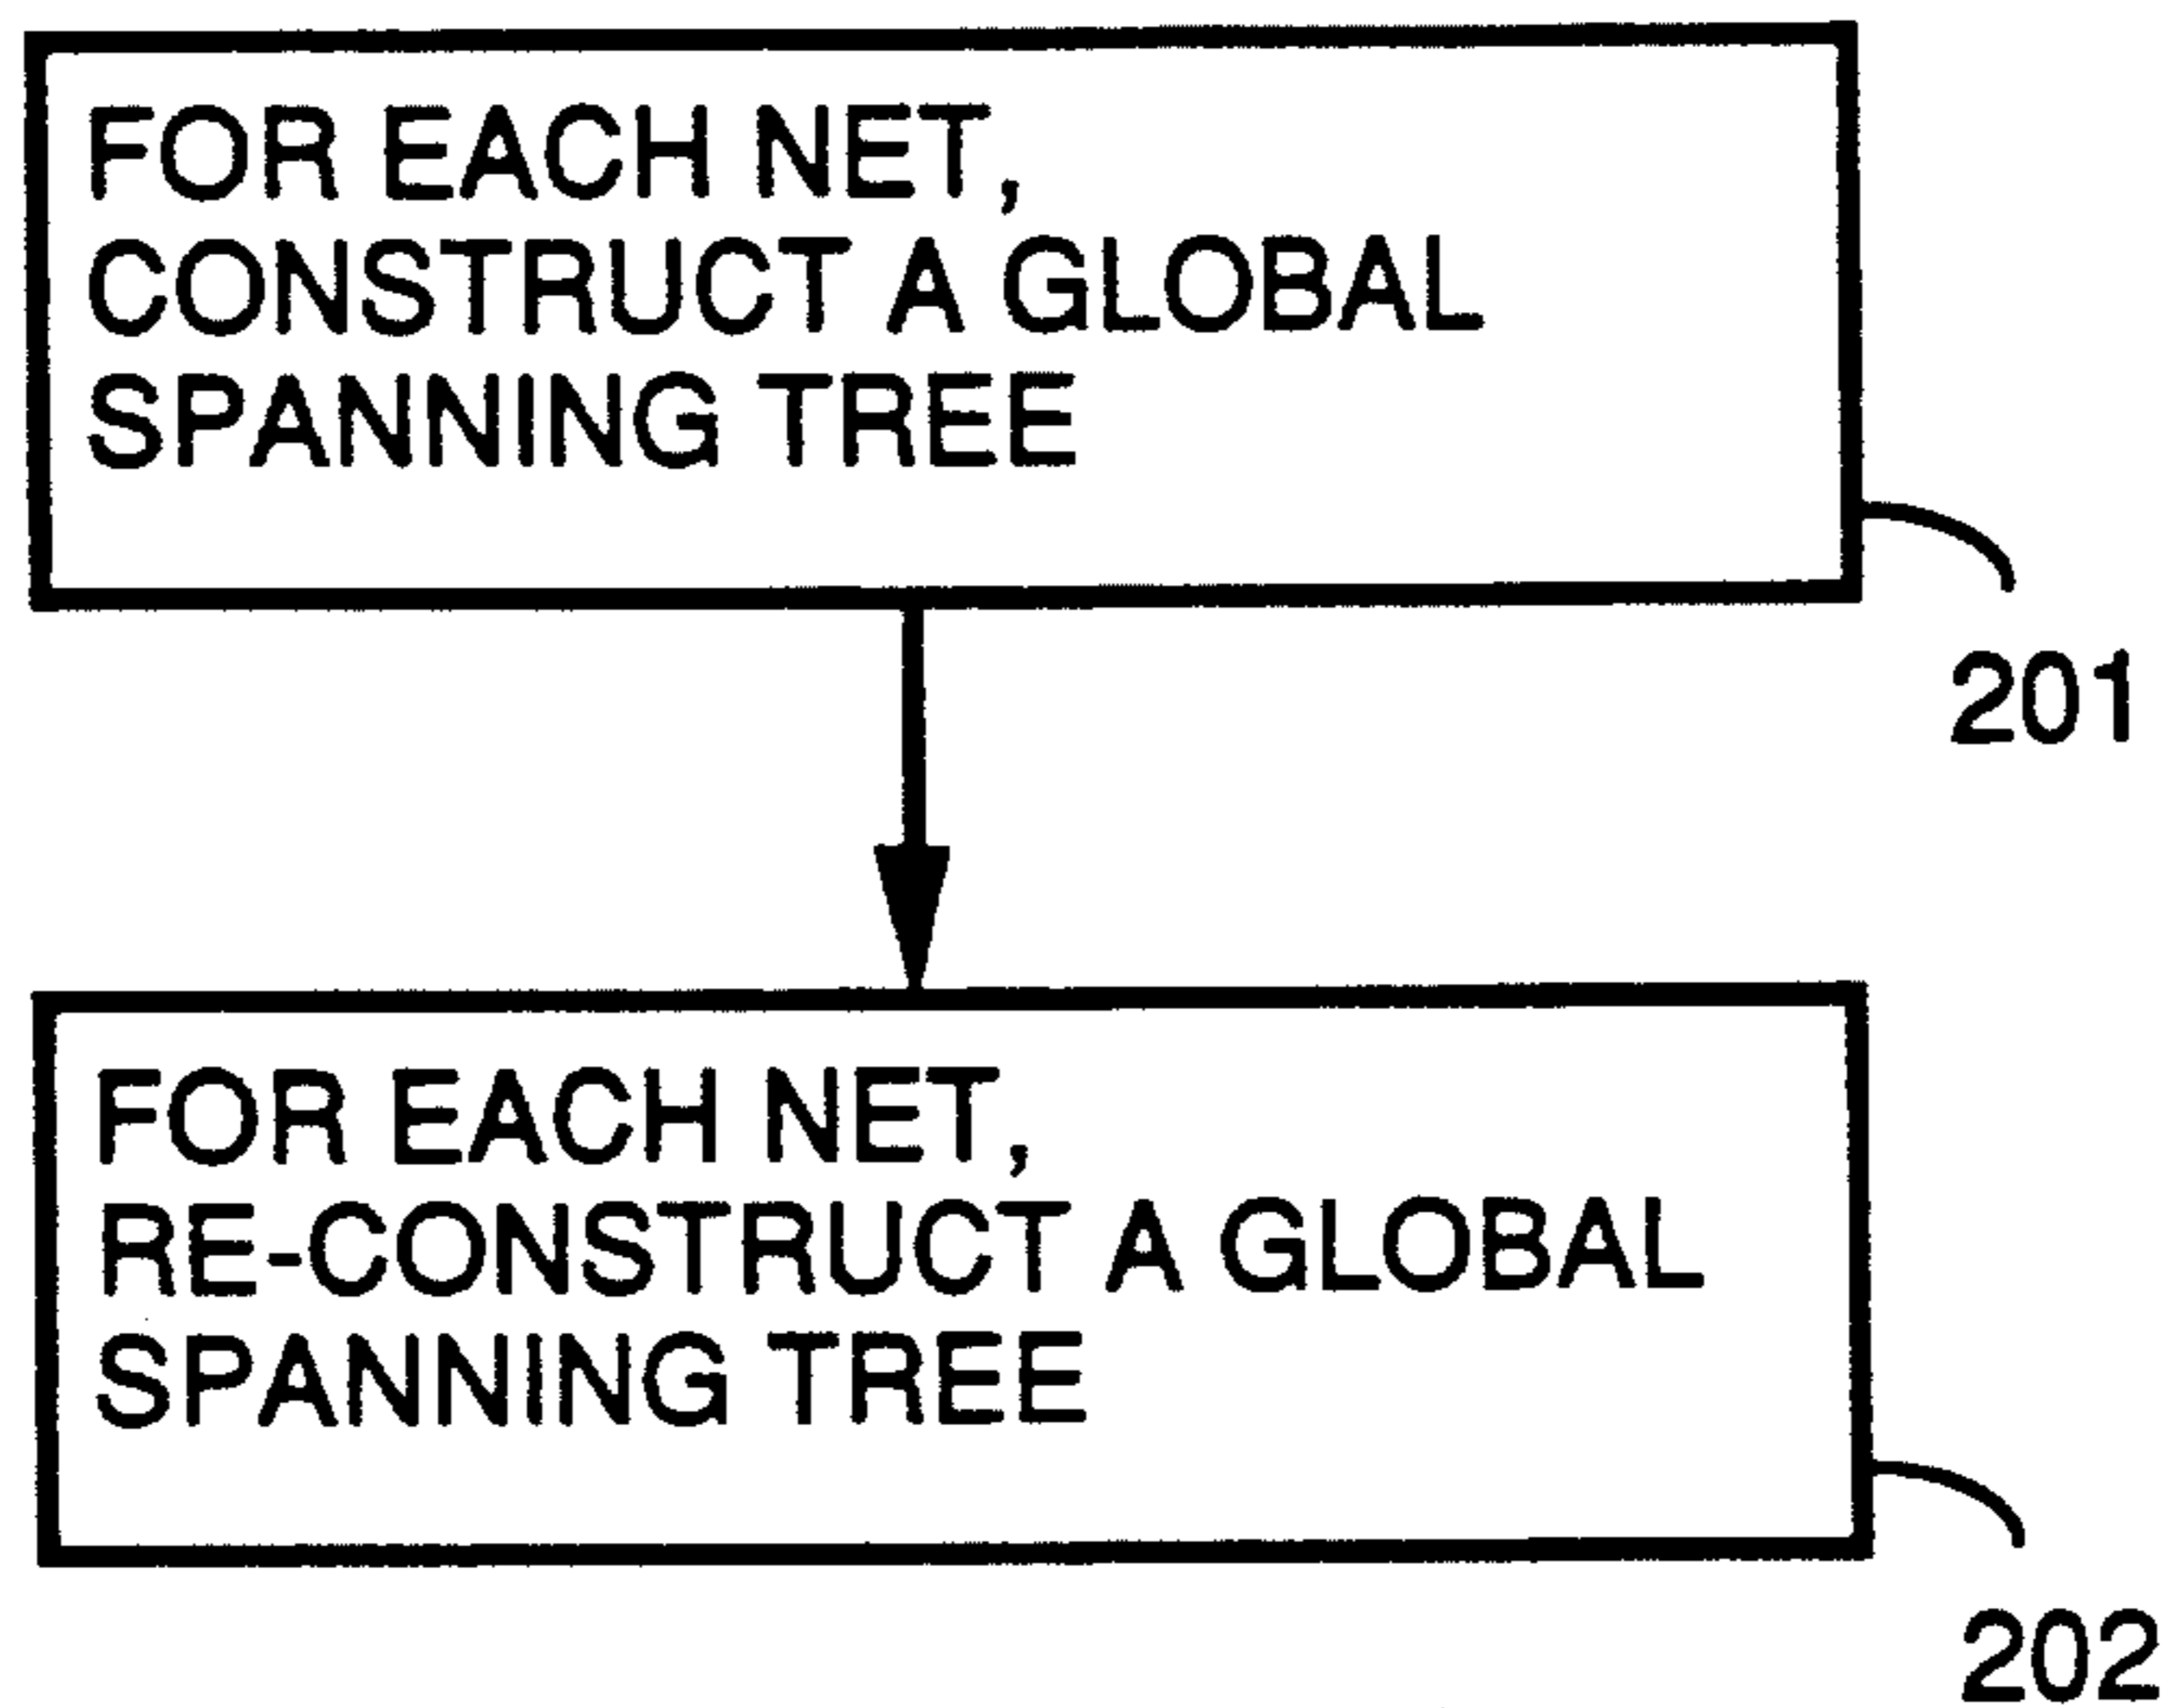 FOR EACH NET,
CONSTRUCT A GLOBAL
SPANNING TREE
201
FOR EACH NET,
RE-CONSTRUCT A GLOBAL
SPANNING TREE
202